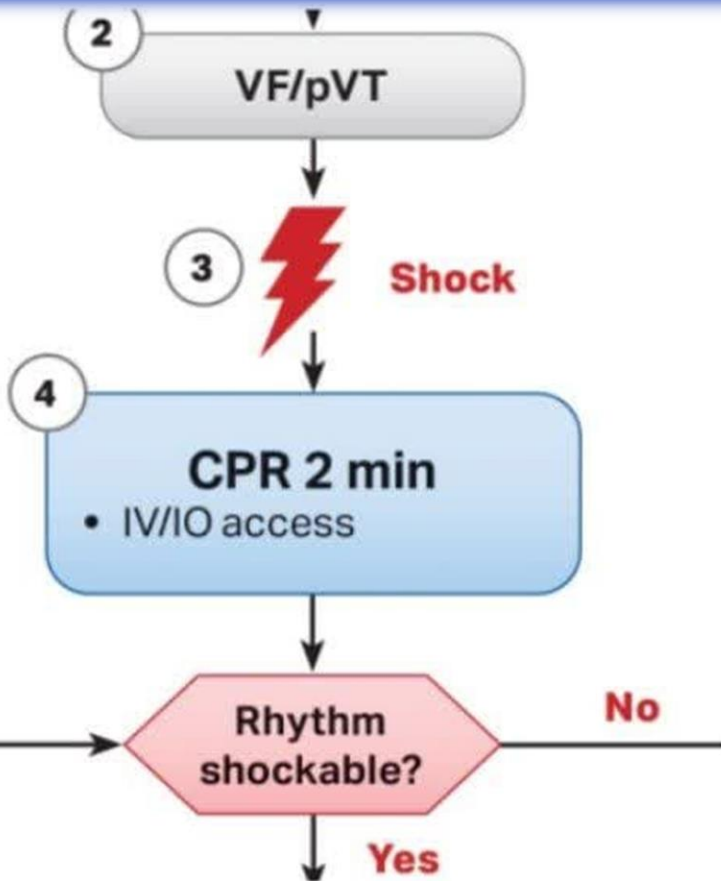 2
VF/pVT
3
Shock
4
CPR 2 min
• IV/IO access
Rhythm
shockable?
No
Yes